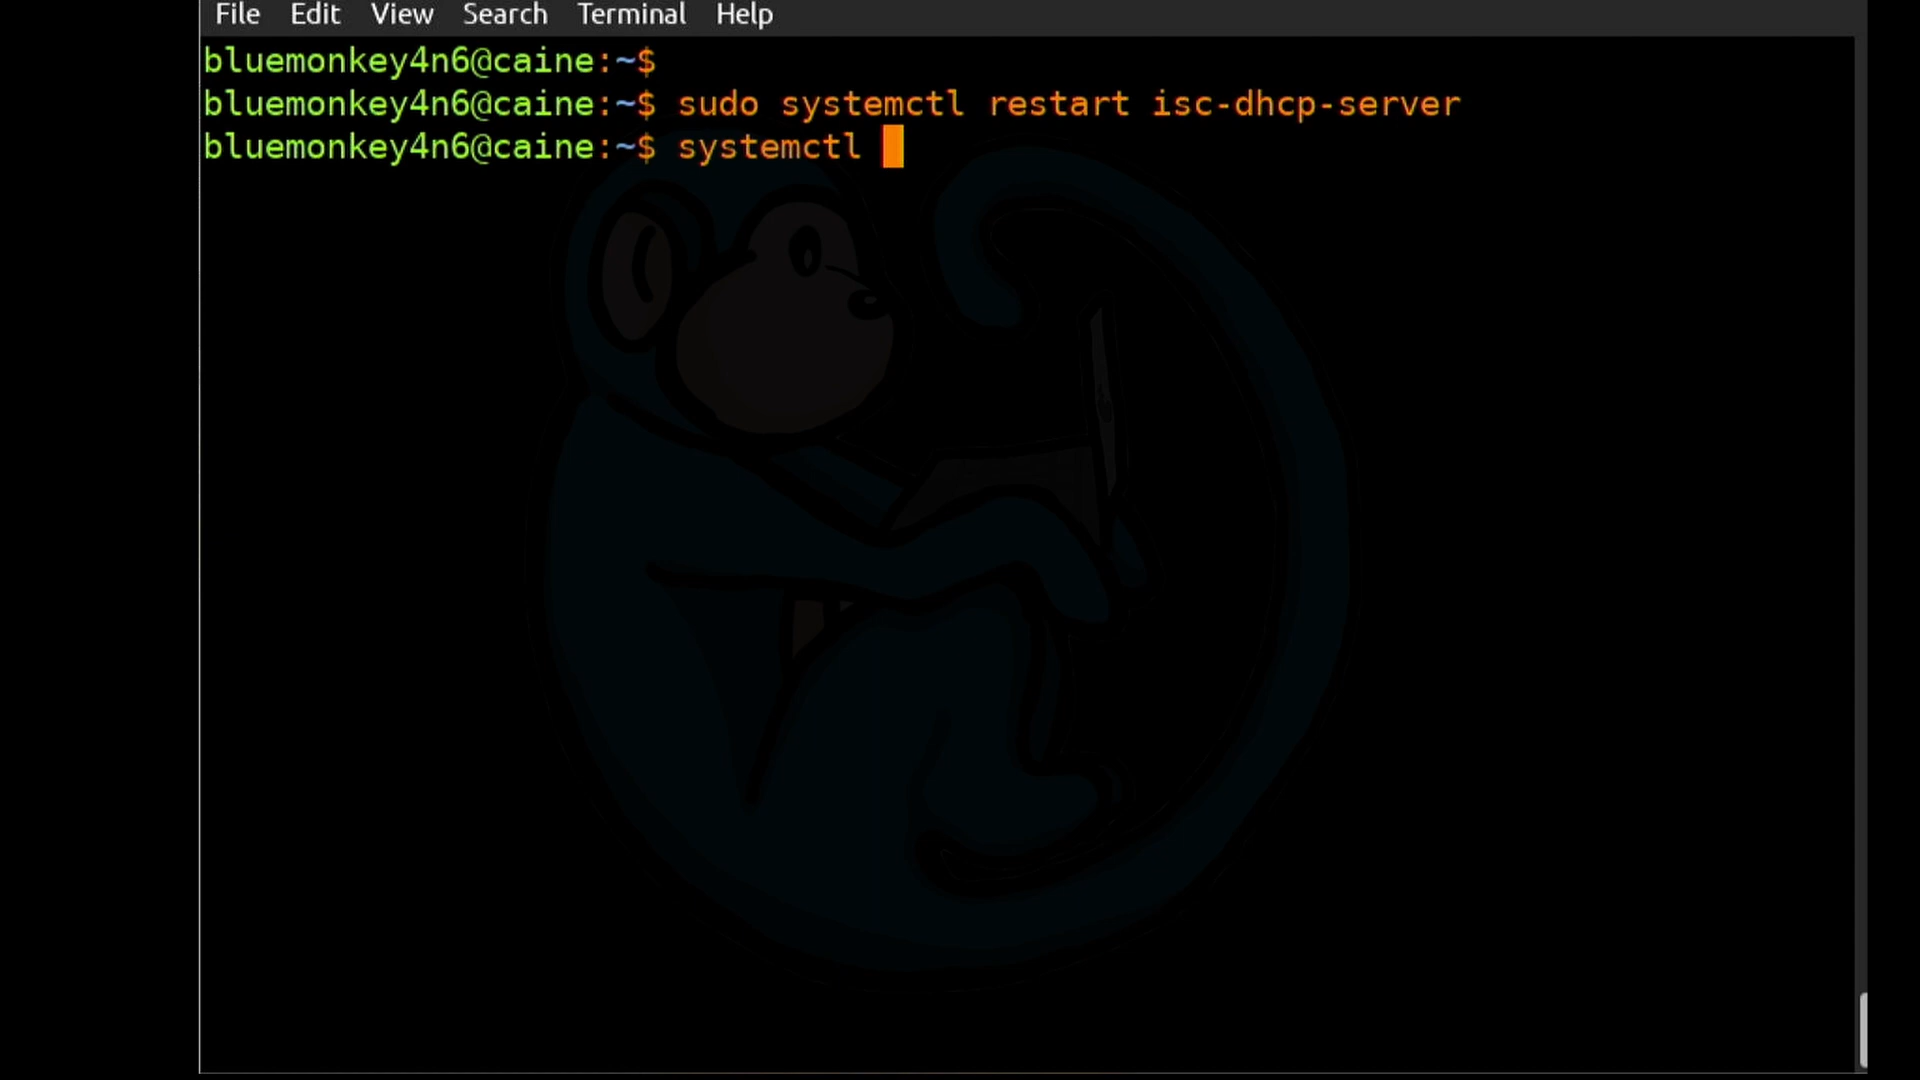 File Edit View Search Terminal Help
bluemonkey4n6@caine:~$
bluemonkey4n6@caine:~$ sudo systemctl restart isc-dhcp-server
bluemonkey4n6@caine:~$ systemctl